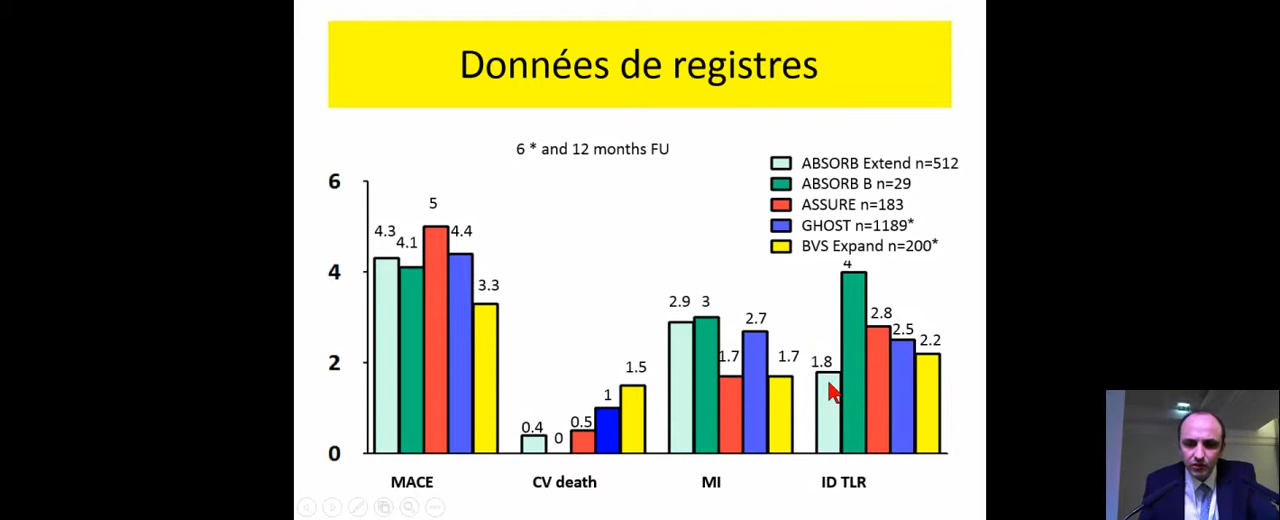 Données de registres
6 * and 12 months FU
ABSORB Extend n=512
ABSORB B n=29
ASSURE n=183
GHOST n=1189*
BVS Expand n=200*
6
4
2
0
4.3
4.1
5
4.4
3.3
0.4
0
0.5
1
1.5
2.9
3
1.7
2.7
1.7
1.8
4
2.8
2.5
2.2
MACE
CV death
MI
ID TLR